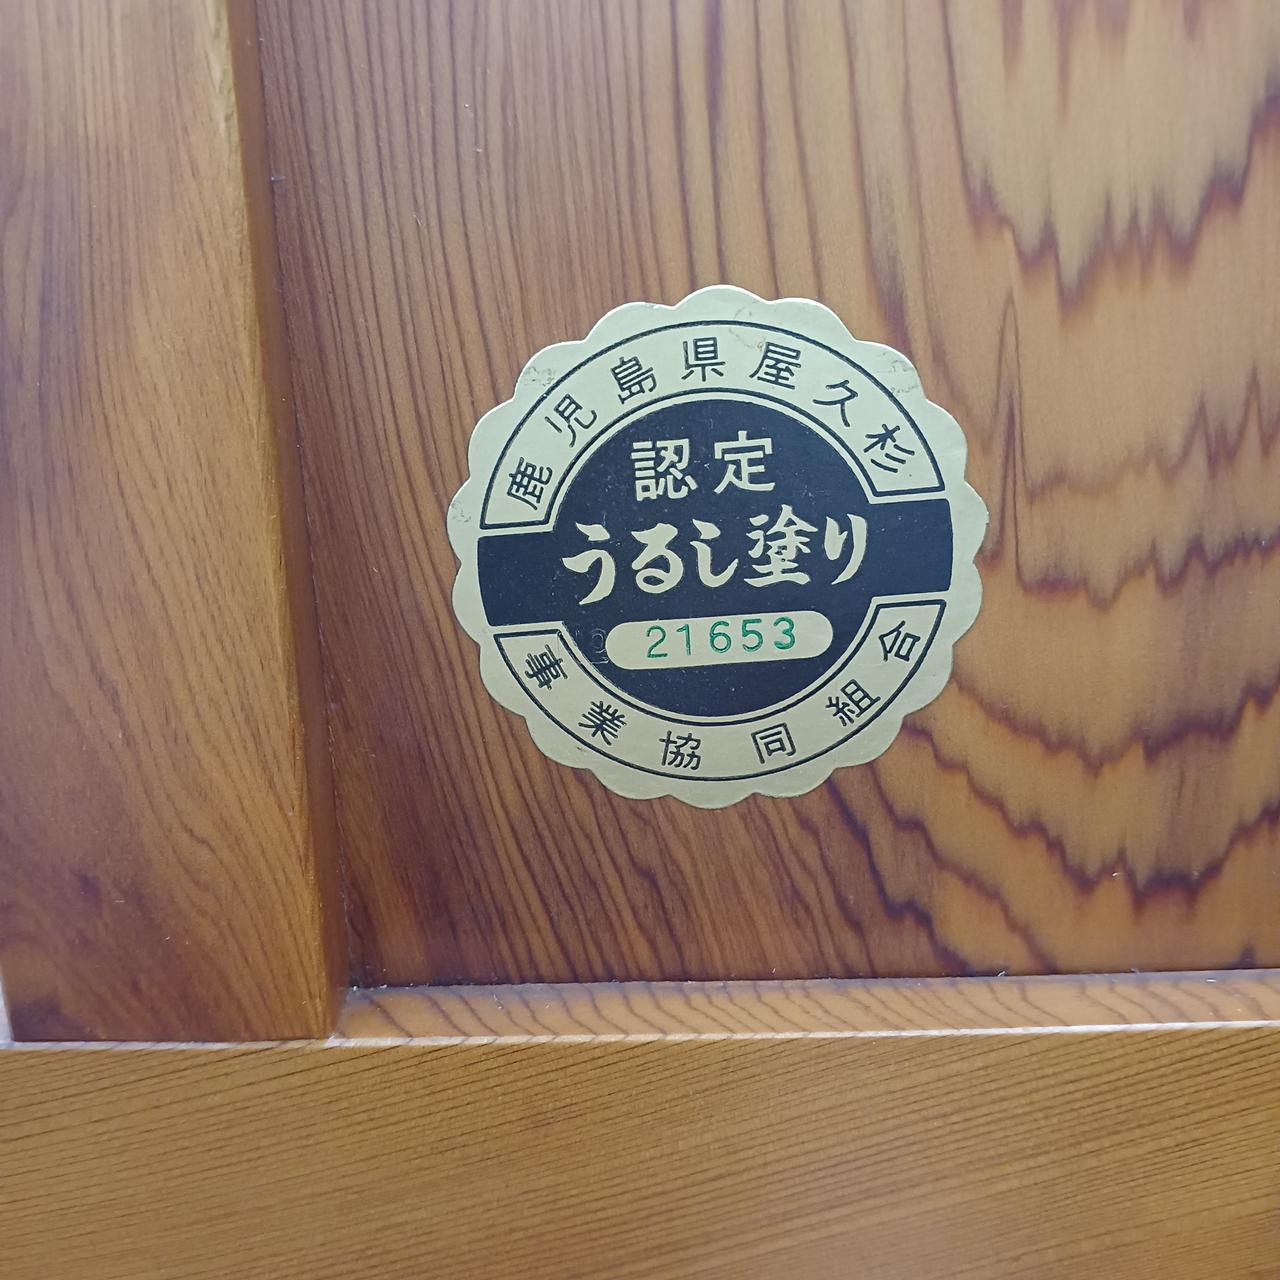 鹿児島県屋久杉
認定
うるし塗り
21653
事業協同組合